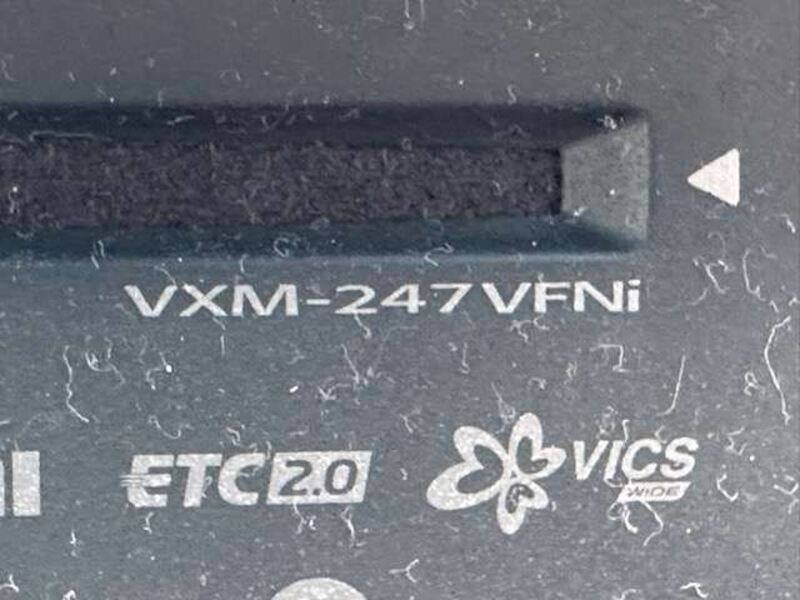 VXM-247VFNi
ETC 2.0
VICS
WIDE